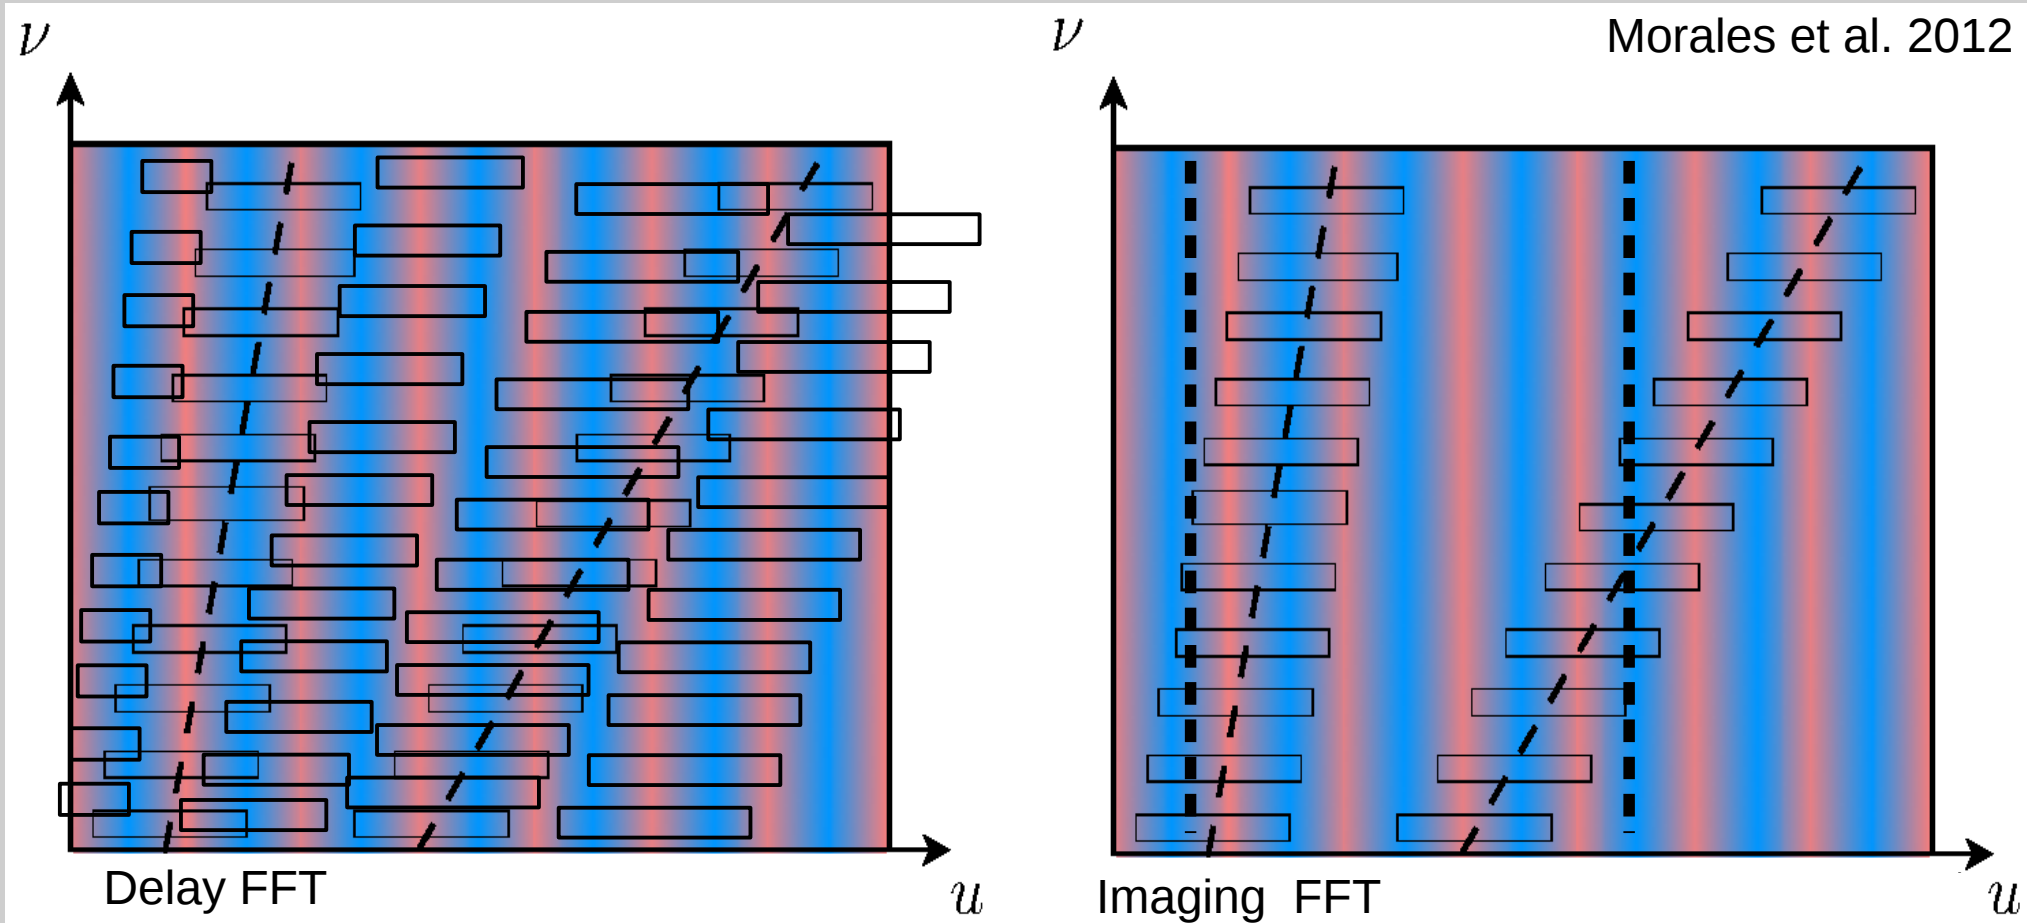 ν
ν
Morales et al. 2012
u
u
Delay FFT
Imaging FFT